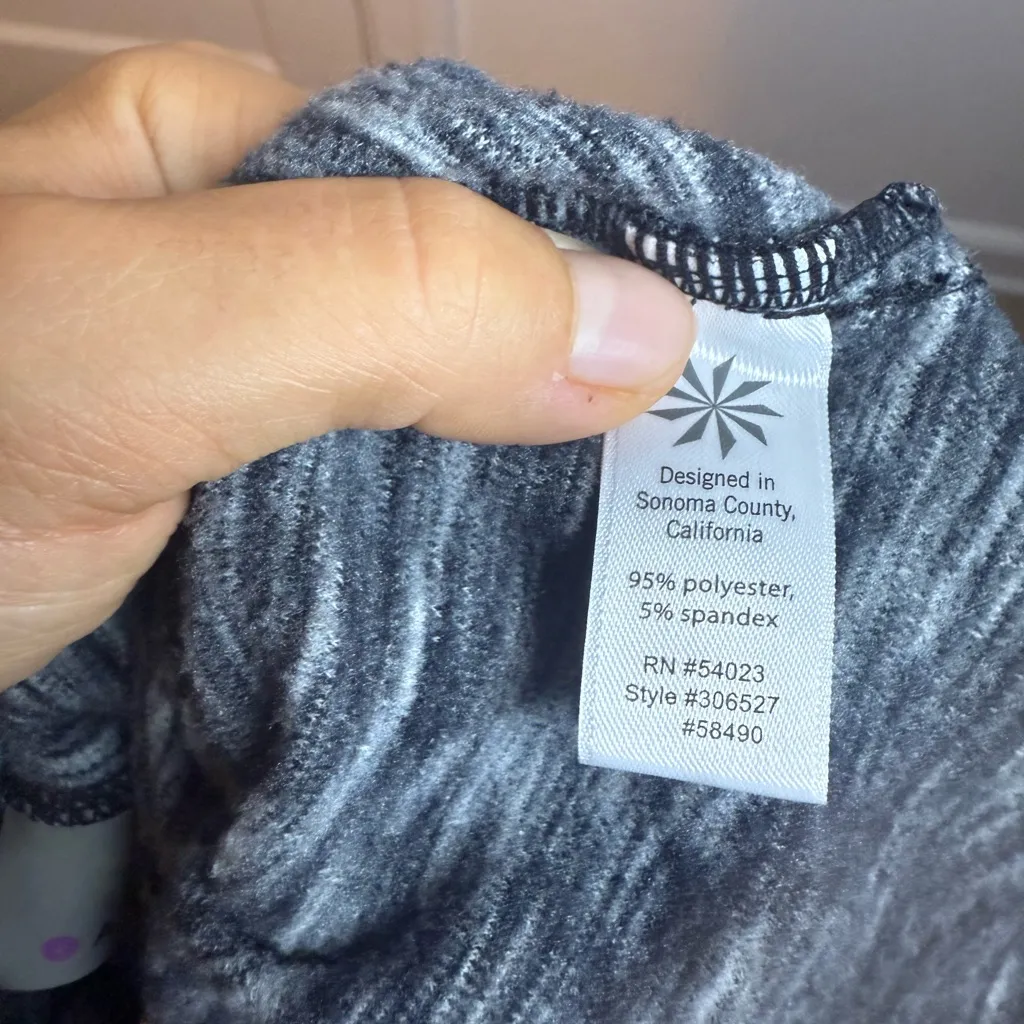 Designed in
Sonoma County,
California
95% polyester,
5% spandex
RN #54023
Style #306527
#58490